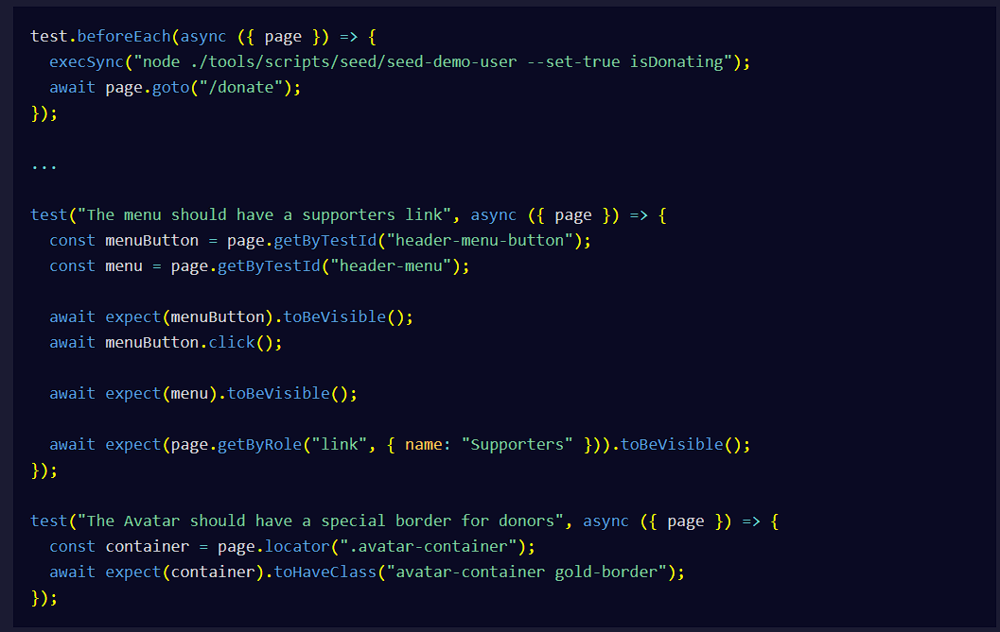 test.beforeEach(async ({ page }) => {
  execSync("node ./tools/scripts/seed/seed-demo-user --set-true isDonating");
  await page.goto("/donate");
});

...

test("The menu should have a supporters link", async ({ page }) => {
  const menuButton = page.getByTestId("header-menu-button");
  const menu = page.getByTestId("header-menu");

  await expect(menuButton).toBeVisible();
  await menuButton.click();

  await expect(menu).toBeVisible();

  await expect(page.getByRole("link", { name: "Supporters" })).toBeVisible();
});

test("The Avatar should have a special border for donors", async ({ page }) => {
  const container = page.locator(".avatar-container");
  await expect(container).toHaveClass("avatar-container gold-border");
});